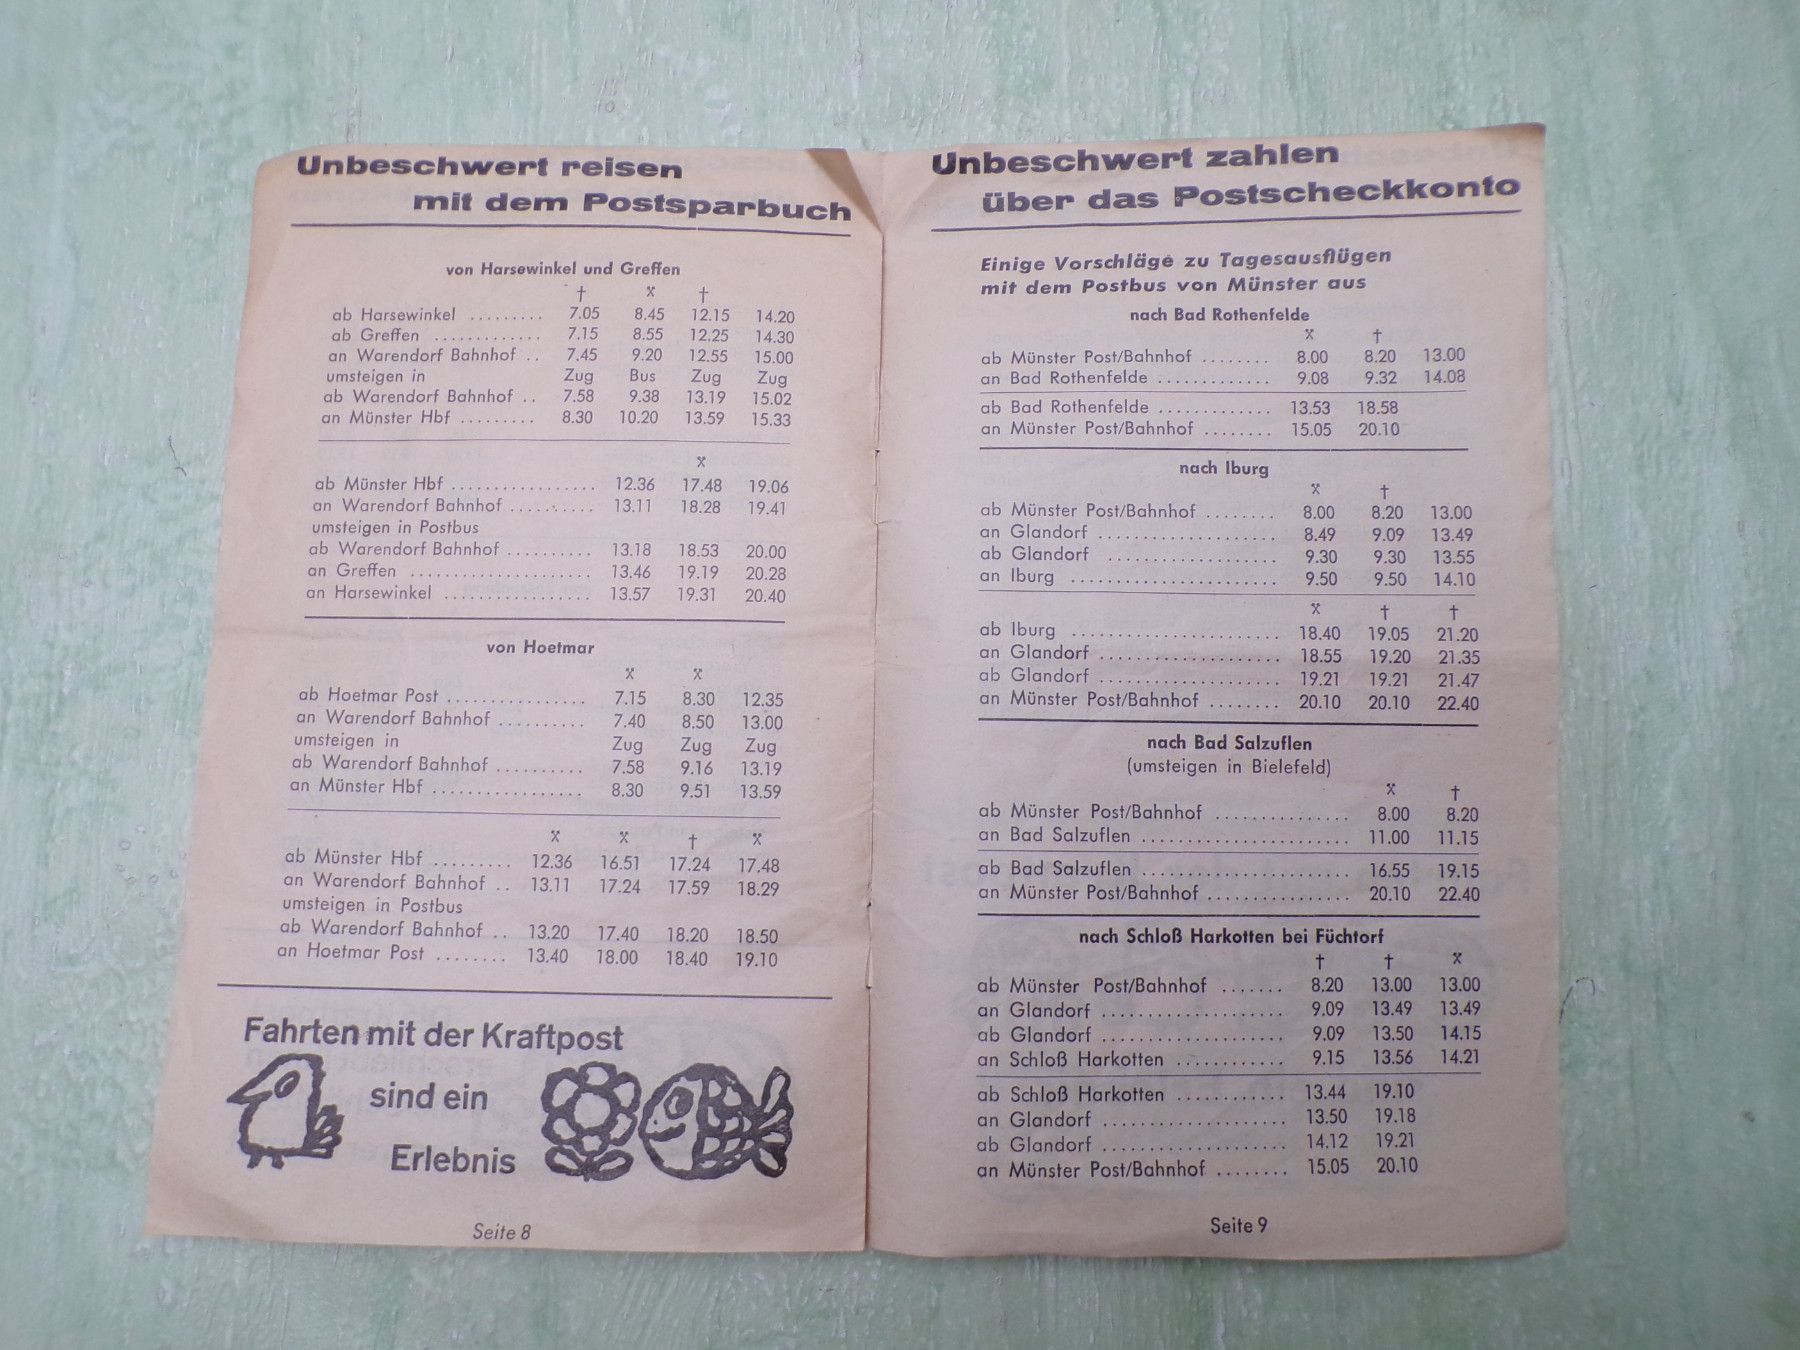 Unbeschwert reisen
mit dem Postsparbuch
von Harsewinkel und Greffen
† ⚒ †
ab Harsewinkel ......... 7.05 8.45 12.15 14.20
ab Greffen ............. 7.15 8.55 12.25 14.30
an Warendorf Bahnhof .. 7.45 9.20 12.55 15.00
umsteigen in Zug Bus Zug Zug
ab Warendorf Bahnhof .. 7.58 9.38 13.19 15.02
an Münster Hbf ......... 8.30 10.20 13.59 15.33
⚒
ab Münster Hbf ................. 12.36 17.48 19.06
an Warendorf Bahnhof .......... 13.11 18.28 19.41
umsteigen in Postbus
ab Warendorf Bahnhof .......... 13.18 18.53 20.00
an Greffen ..................... 13.46 19.19 20.28
an Harsewinkel ................. 13.57 19.31 20.40
von Hoetmar
⚒ ⚒
ab Hoetmar Post ................ 7.15 8.30 12.35
an Warendorf Bahnhof .......... 7.40 8.50 13.00
umsteigen in Zug Zug Zug
ab Warendorf Bahnhof .......... 7.58 9.16 13.19
an Münster Hbf ................. 8.30 9.51 13.59
⚒ ⚒ † ⚒
ab Münster Hbf ......... 12.36 16.51 17.24 17.48
an Warendorf Bahnhof .. 13.11 17.24 17.59 18.29
umsteigen in Postbus
ab Warendorf Bahnhof .. 13.20 17.40 18.20 18.50
an Hoetmar Post ........ 13.40 18.00 18.40 19.10
Fahrten mit der Kraftpost
sind ein
Erlebnis
Seite 8
Unbeschwert zahlen
über das Postscheckkonto
Einige Vorschläge zu Tagesausflügen
mit dem Postbus von Münster aus
nach Bad Rothenfelde
⚒ †
ab Münster Post/Bahnhof ........ 8.00 8.20 13.00
an Bad Rothenfelde ............. 9.08 9.32 14.08
ab Bad Rothenfelde ............. 13.53 18.58
an Münster Post/Bahnhof ........ 15.05 20.10
nach Iburg
⚒ †
ab Münster Post/Bahnhof ........ 8.00 8.20 13.00
an Glandorf ..................... 8.49 9.09 13.49
ab Glandorf .................... 9.30 9.30 13.55
an Iburg ........................ 9.50 9.50 14.10
⚒ † †
ab Iburg ........................ 18.40 19.05 21.20
an Glandorf ..................... 18.55 19.20 21.35
ab Glandorf ..................... 19.21 19.21 21.47
an Münster Post/Bahnhof ........ 20.10 20.10 22.40
nach Bad Salzuflen
(umsteigen in Bielefeld)
⚒ †
ab Münster Post/Bahnhof ................ 8.00 8.20
an Bad Salzuflen ........................ 11.00 11.15
ab Bad Salzuflen ........................ 16.55 19.15
an Münster Post/Bahnhof ................. 20.10 22.40
nach Schloß Harkotten bei Füchtorf
† † ⚒
ab Münster Post/Bahnhof ....... 8.20 13.00 13.00
an Glandorf ..................... 9.09 13.49 13.49
ab Glandorf ..................... 9.09 13.50 14.15
an Schloß Harkotten ............ 9.15 13.56 14.21
ab Schloß Harkotten ............ 13.44 19.10
an Glandorf ..................... 13.50 19.18
ab Glandorf ..................... 14.12 19.21
an Münster Post/Bahnhof ........ 15.05 20.10
Seite 9